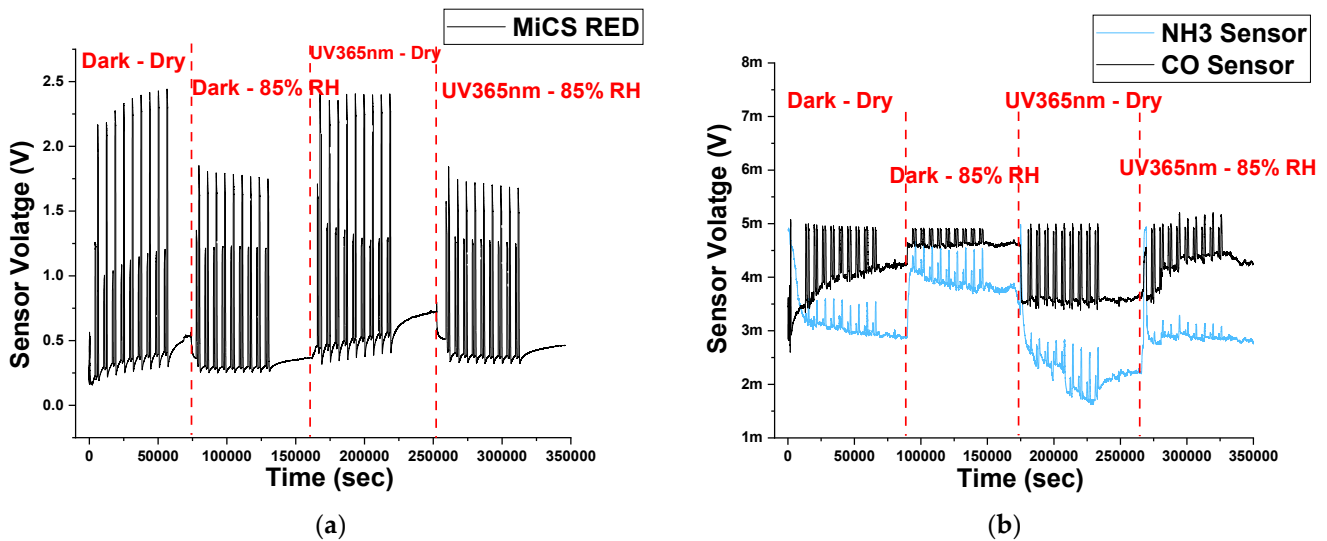 MiCS RED
Dark - Dry
UV365nm - Dry
Dark - 85% RH
UV365nm - 85% RH
2.5
2.0
1.5
1.0
0.5
0.0
Sensor Volatge (V)
0 50000 100000 150000 200000 250000 300000 350000
Time (sec)
(a)
NH3 Sensor
CO Sensor
Dark - Dry
UV365nm - Dry
Dark - 85% RH
UV365nm - 85% RH
8m
7m
6m
5m
4m
3m
2m
1m
Sensor Volatge (V)
0 50000 100000 150000 200000 250000 300000 350000
Time (sec)
(b)